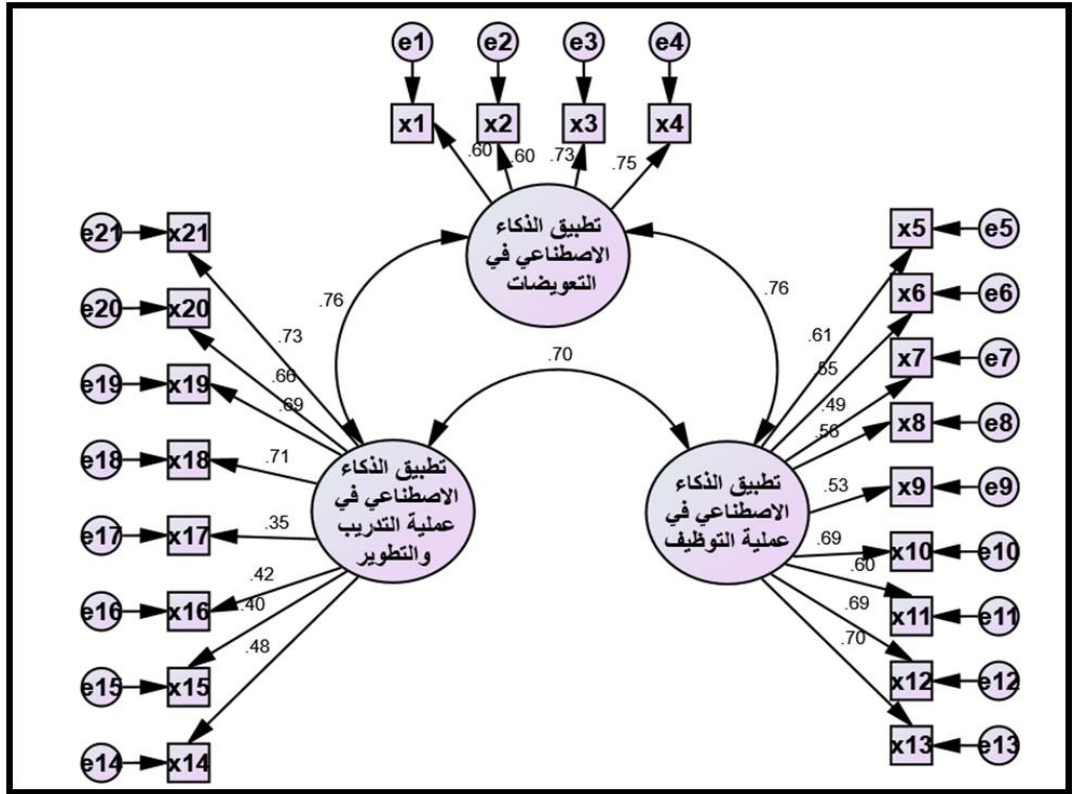 e1 e2 e3 e4
x1 x2 x3 x4
.60 .60 .73 .75
تطبيق الذكاء
الاصطناعي في
التعويضات
.76
.76
.70
e21 x21
e20 x20
e19 x19
e18 x18
e17 x17
e16 x16
e15 x15
e14 x14
.73
.66
.69
.71
.35
.42
.40
.48
تطبيق الذكاء
الاصطناعي في
عملية التدريب
والتطوير
تطبيق الذكاء
الاصطناعي في
عملية التوظيف
.61
.55
.49
.56
.53
.69
.60
.69
.70
x5 e5
x6 e6
x7 e7
x8 e8
x9 e9
x10 e10
x11 e11
x12 e12
x13 e13